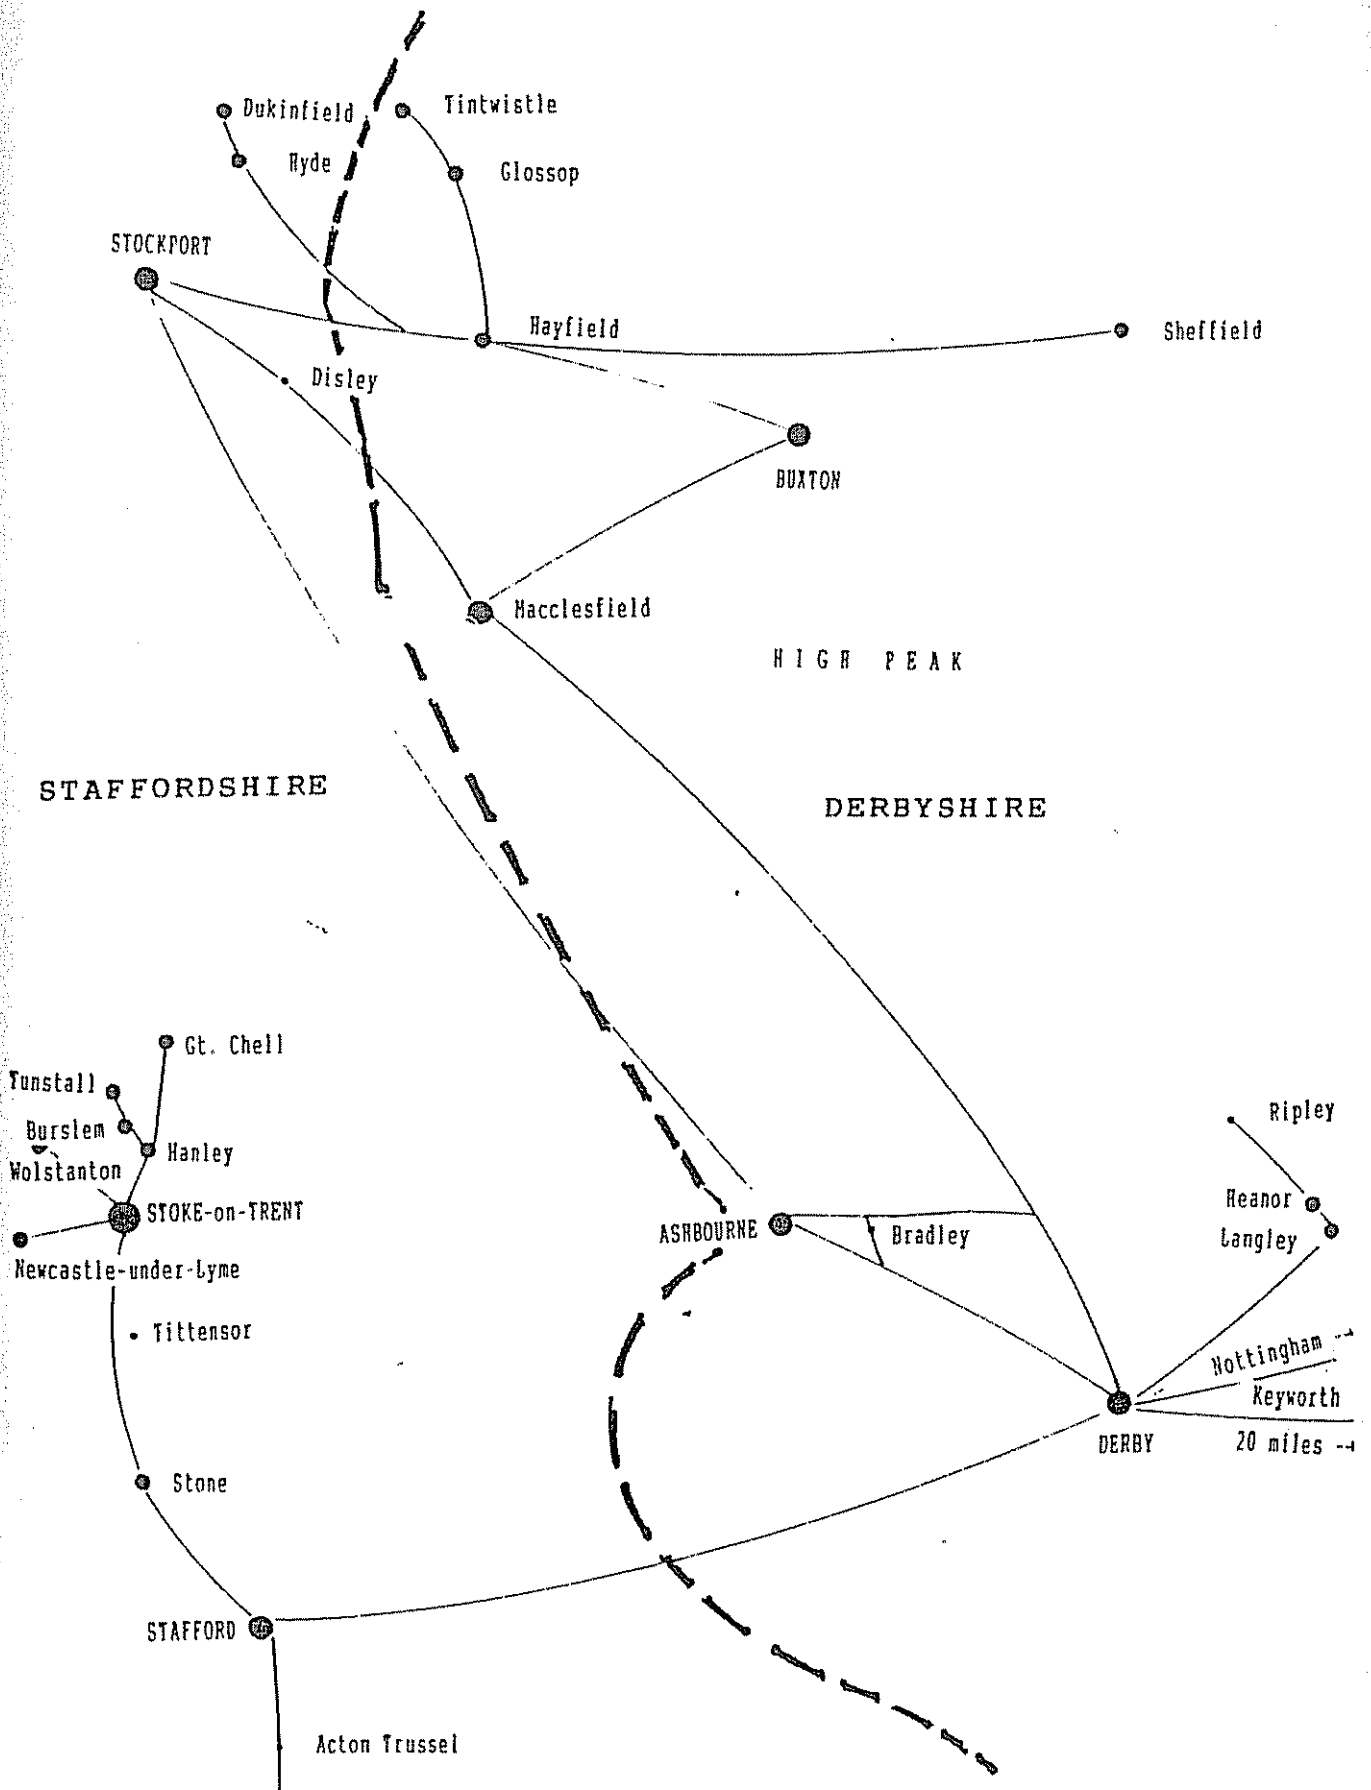 Dukinfield
Tintwistle
Hyde
Glossop
STOCKPORT
Hayfield
Sheffield
Disley
BUXTON
Macclesfield
HIGH PEAK
STAFFORDSHIRE
DERBYSHIRE
Gt. Chell
Tunstall
Burslem
Hanley
Wolstanton
STOKE-on-TRENT
Newcastle-under-Lyme
Tittensor
Stone
STAFFORD
Acton Trussel
ASHBOURNE
Bradley
Ripley
Heanor
Langley
Nottingham
Keyworth
20 miles
DERBY